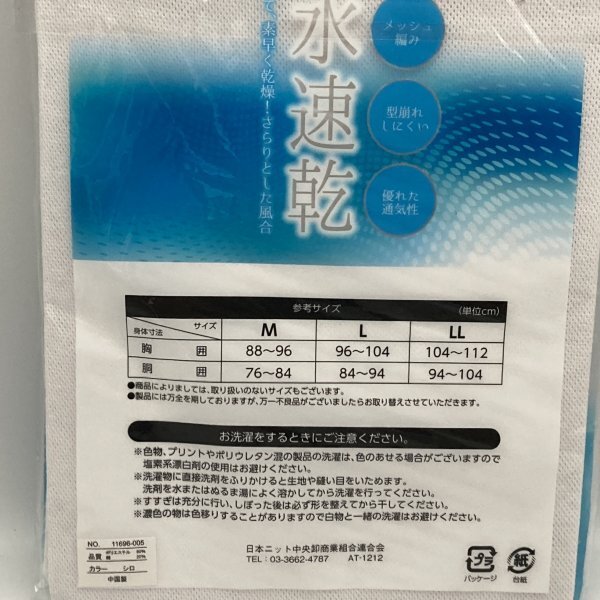 水速乾
て、素早く乾燥！さらりとした風合
メッシュ
編み
型崩れ
しにくい
優れた
通気性
参考サイズ (単位cm)
身体寸法 サイズ M L LL
胸囲 88～96 96～104 104～112
胴囲 76～84 84～94 94～104
●商品によりましては、取り扱いのないサイズもございます。
●製品には万全を期しておりますが、万一不良品がございましたらお取り替えさせていただきます。
お洗濯をするときにご注意ください。
※色物、プリントやポリウレタン混の製品の洗濯は、色のあせる場合がございますので
塩素系漂白剤の使用はお避けください。
※洗濯物に直接洗剤をふりかけると生地や縫い目をいためます。
洗剤を水またはぬるま湯によく溶かしてから洗濯を行ってください。
※すすぎは充分に行い、しぼった後は必ず形を整えてから干してください。
※濃色の物は色移りすることがありますので白物と一緒の洗濯はお避けください。
NO. 11696-005
品質 ポリエステル
綿
カラー シロ
中国製
日本ニット中央卸商業組合連合会
TEL：03-3662-4787 AT-1212
プラ
パッケージ
紙
台紙